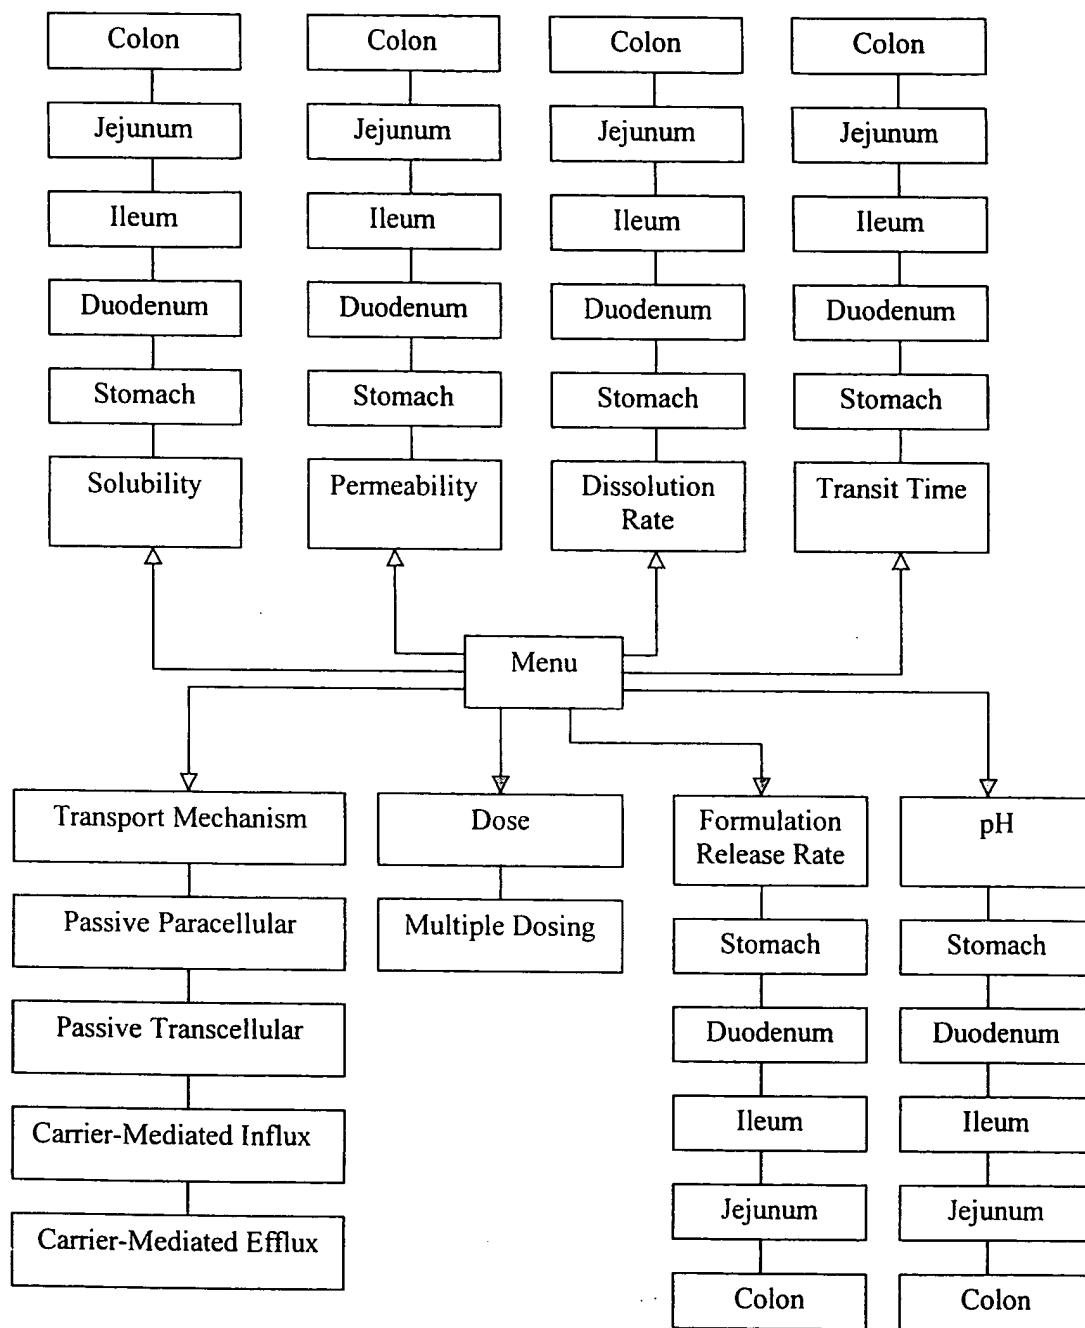 Colon
Colon
Colon
Colon
Jejunum
Jejunum
Jejunum
Jejunum
Ileum
Ileum
Ileum
Ileum
Duodenum
Duodenum
Duodenum
Duodenum
Stomach
Stomach
Stomach
Stomach
Solubility
Permeability
Dissolution
Rate
Transit Time
Menu
Transport Mechanism
Dose
Formulation
Release Rate
pH
Passive Paracellular
Multiple Dosing
Stomach
Stomach
Passive Transcellular
Duodenum
Duodenum
Carrier-Mediated Influx
Ileum
Ileum
Carrier-Mediated Efflux
Jejunum
Jejunum
Colon
Colon